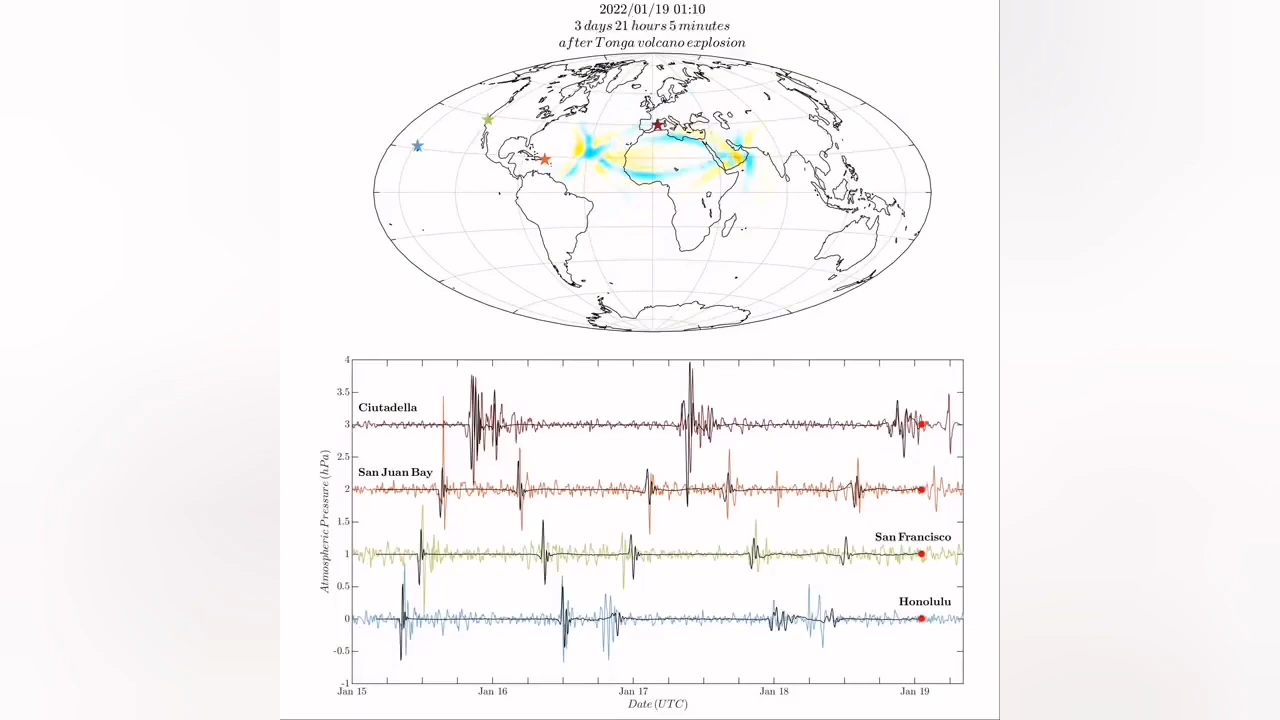 2022/01/19 01:10
3 days 21 hours 5 minutes
after Tonga volcano explosion
4
3.5
Ciutadella
3
2.5
San Juan Bay
2
1.5
San Francisco
1
0.5
Honolulu
0
-0.5
-1
Atmospheric Pressure (hPa)
Jan 15 Jan 16 Jan 17 Jan 18 Jan 19
Date (UTC)